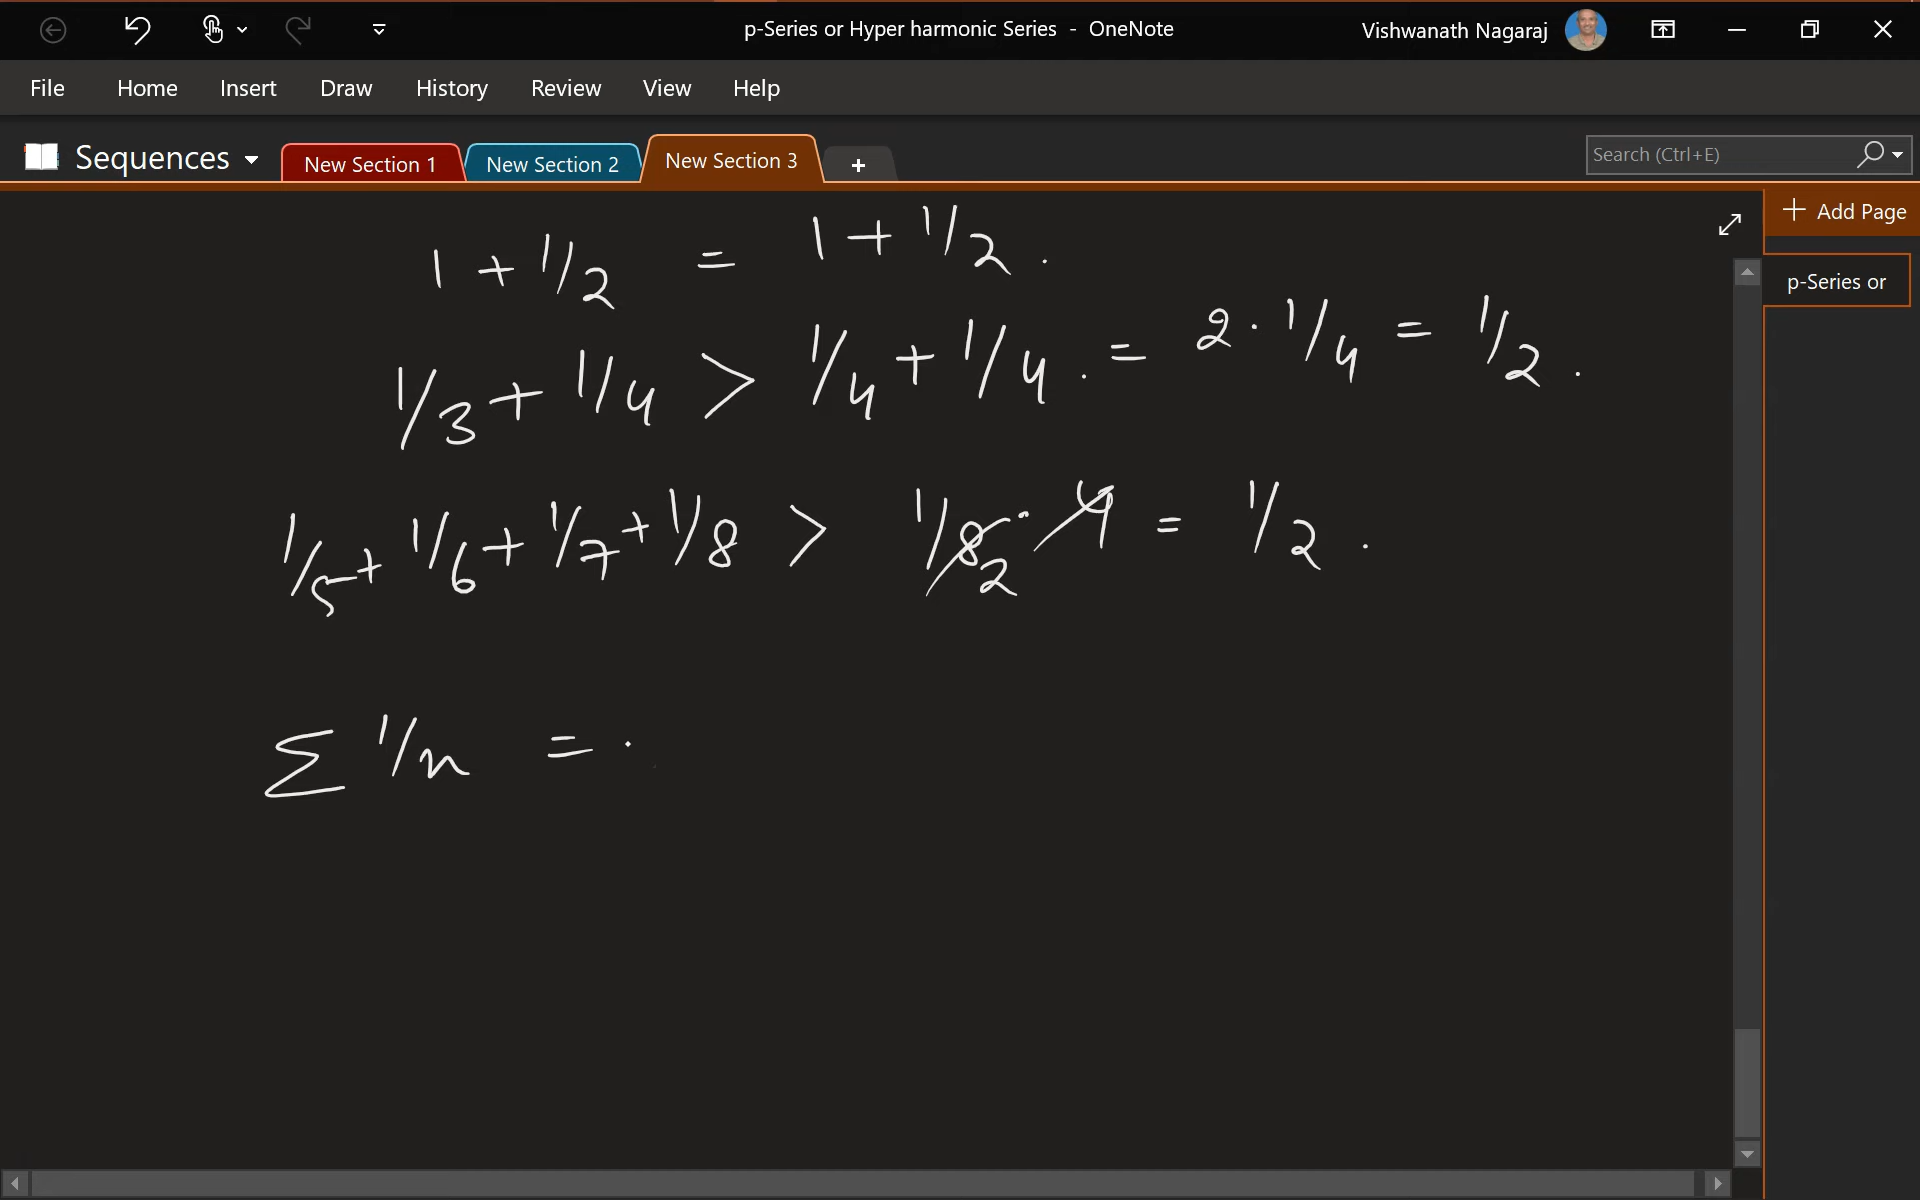 p-Series or Hyper harmonic Series - OneNote
Vishwanath Nagaraj
File Home Insert Draw History Review View Help
Sequences New Section 1 New Section 2 New Section 3 +
Search (Ctrl+E)
+ Add Page
p-Series or
1 + 1/2 = 1 + 1/2 .
1/3 + 1/4 > 1/4 + 1/4 . = 2 · 1/4 = 1/2 .
1/5 + 1/6 + 1/7 + 1/8 > 1/8 2 · 4 = 1/2 .
Σ 1/n = ·